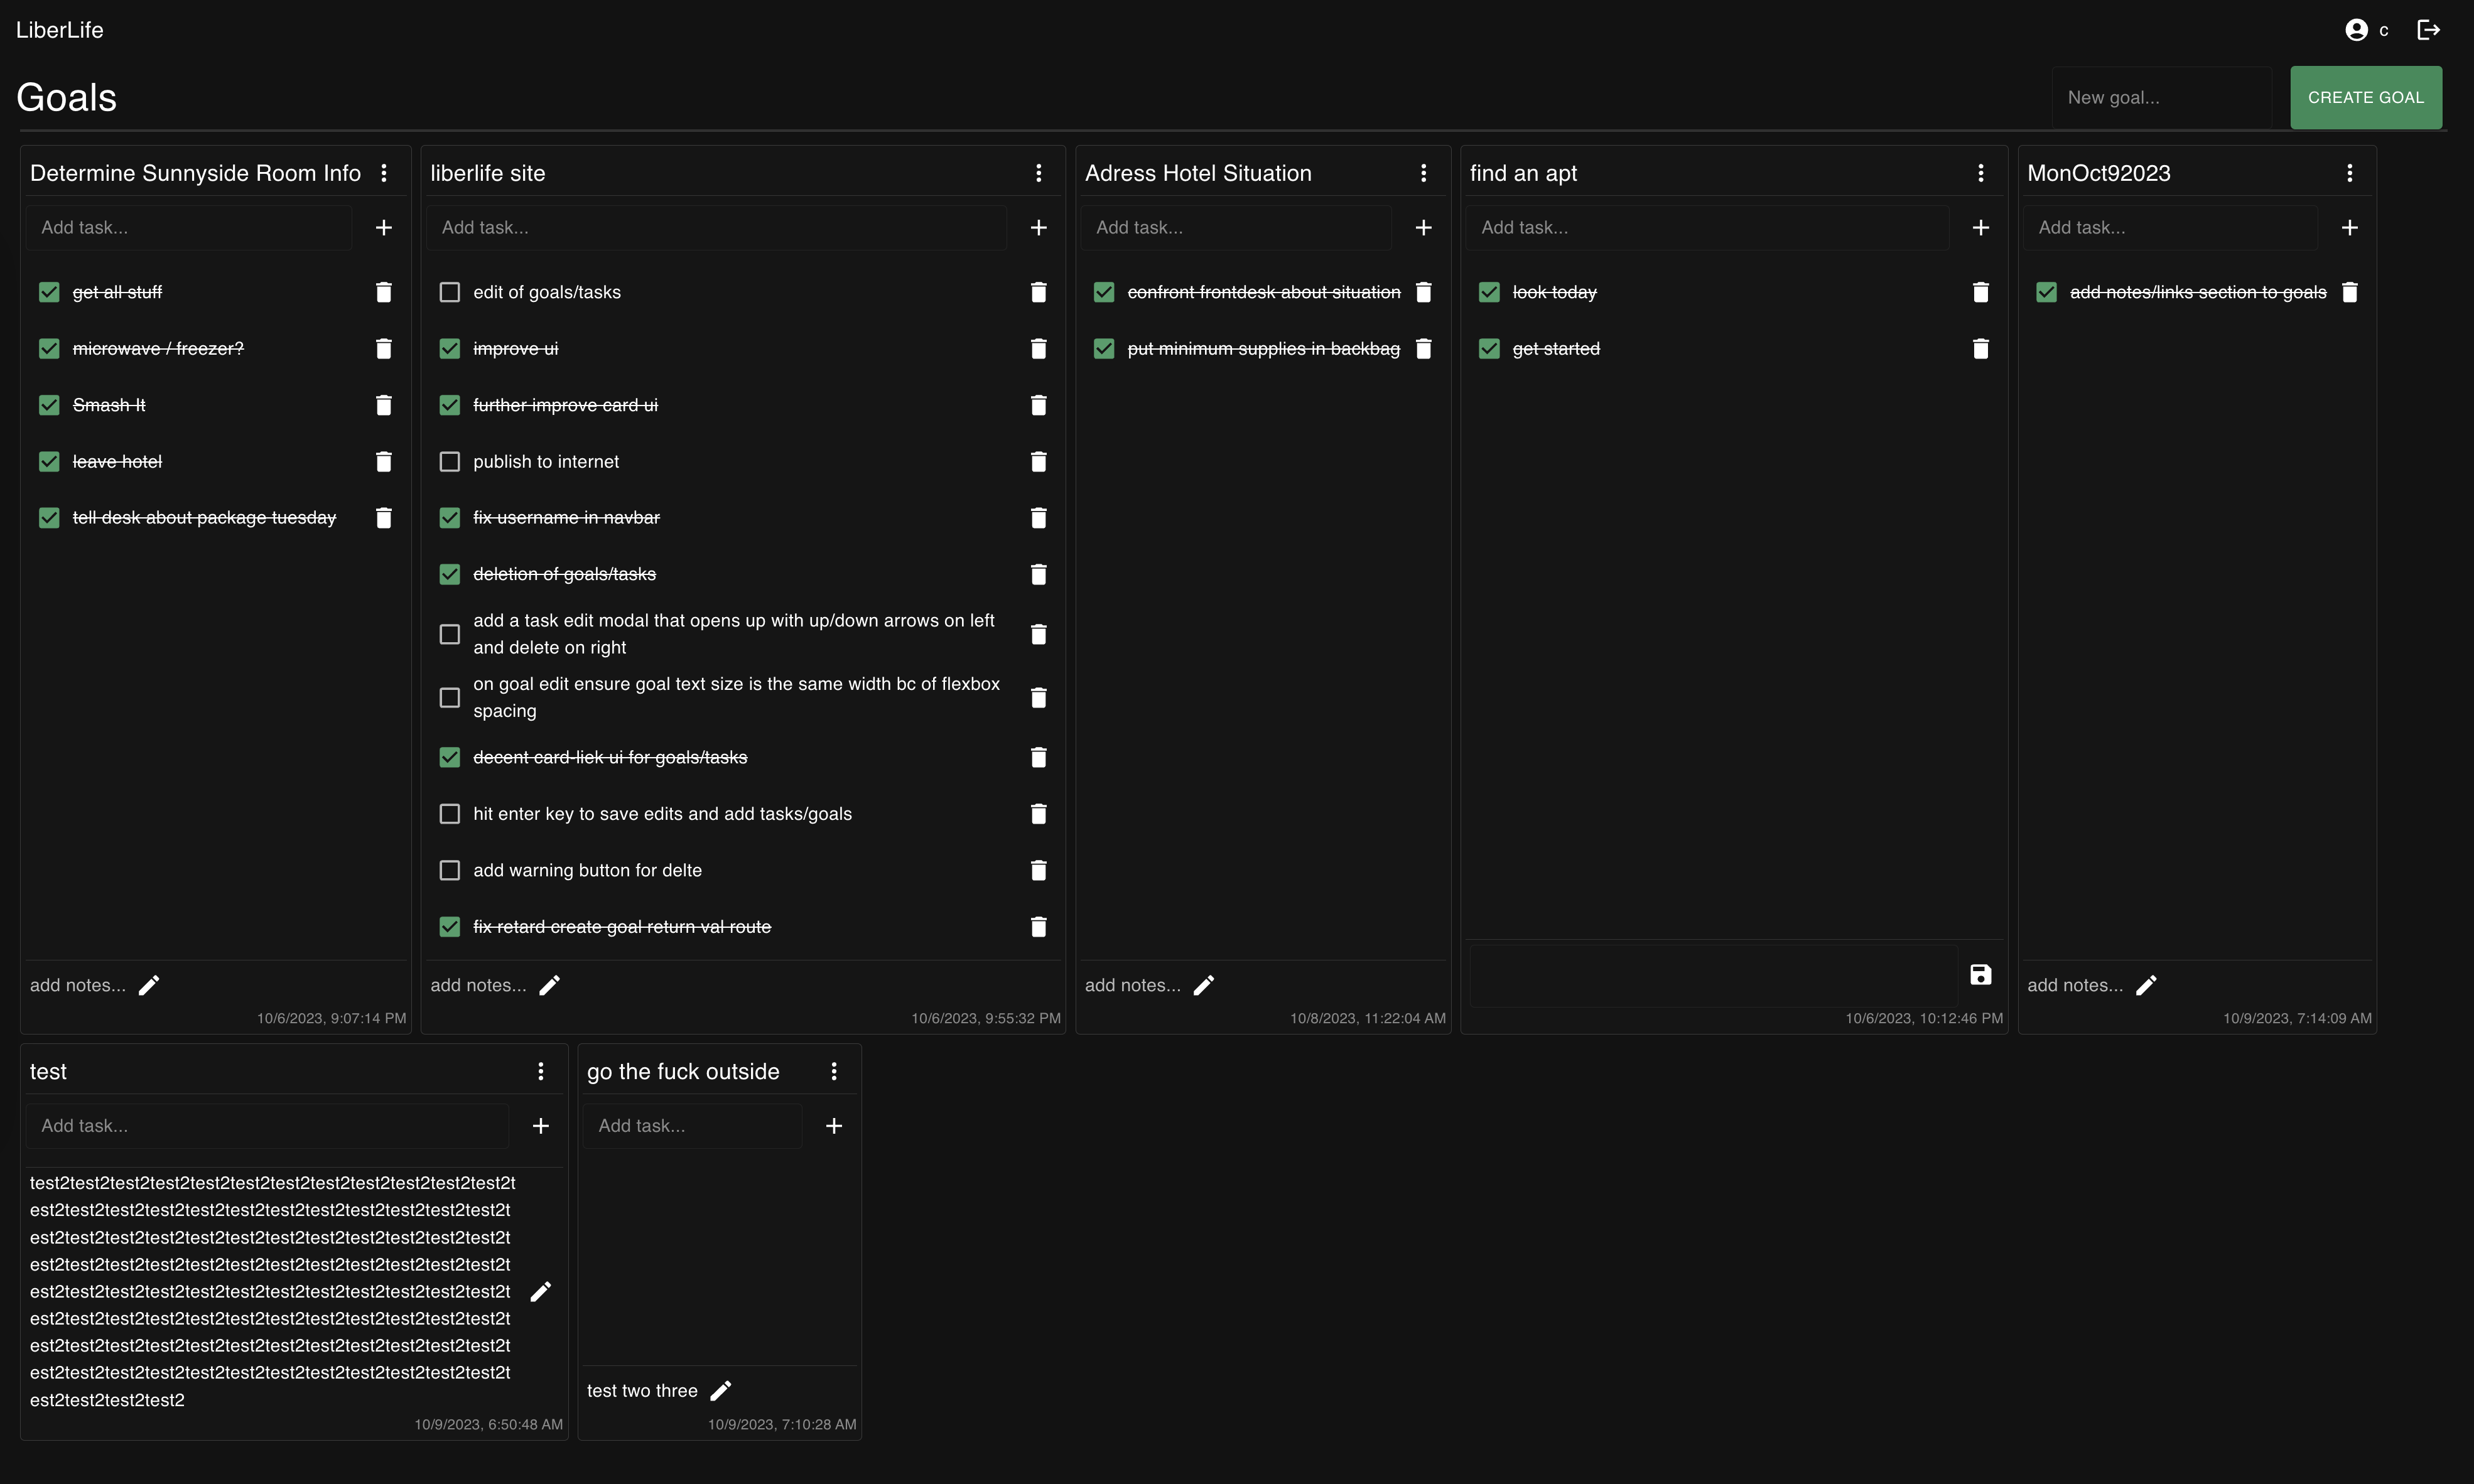 LiberLife
c
Goals
New goal...
CREATE GOAL
Determine Sunnyside Room Info
Add task...
get all stuff
microwave / freezer?
Smash It
leave hotel
tell desk about package tuesday
add notes...
10/6/2023, 9:07:14 PM
liberlife site
Add task...
edit of goals/tasks
improve ui
further improve card ui
publish to internet
fix username in navbar
deletion of goals/tasks
add a task edit modal that opens up with up/down arrows on left
and delete on right
on goal edit ensure goal text size is the same width bc of flexbox
spacing
decent card-liek ui for goals/tasks
hit enter key to save edits and add tasks/goals
add warning button for delte
fix retard create goal return val route
add notes...
10/6/2023, 9:55:32 PM
Adress Hotel Situation
Add task...
confront frontdesk about situation
put minimum supplies in backbag
add notes...
10/8/2023, 11:22:04 AM
find an apt
Add task...
look today
get started
10/6/2023, 10:12:46 PM
MonOct92023
Add task...
add notes/links section to goals
add notes...
10/9/2023, 7:14:09 AM
test
Add task...
test2test2test2test2test2test2test2test2test2test2test2test2t
est2test2test2test2test2test2test2test2test2test2test2test2t
est2test2test2test2test2test2test2test2test2test2test2test2t
est2test2test2test2test2test2test2test2test2test2test2test2t
est2test2test2test2test2test2test2test2test2test2test2test2t
est2test2test2test2test2test2test2test2test2test2test2test2t
est2test2test2test2test2test2test2test2test2test2test2test2t
est2test2test2test2test2test2test2test2test2test2test2test2t
est2test2test2test2
10/9/2023, 6:50:48 AM
go the fuck outside
Add task...
test two three
10/9/2023, 7:10:28 AM